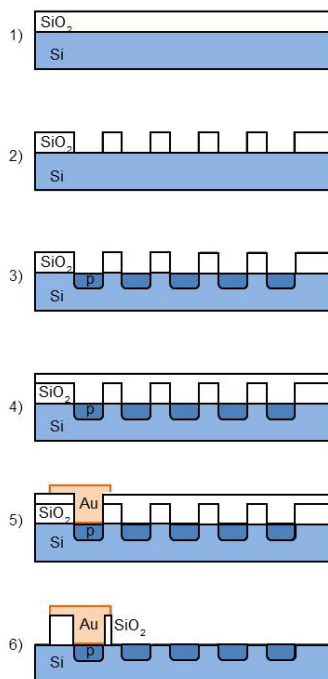 1)
SiO₂
Si
2)
SiO₂
Si
3)
SiO₂
p
Si
4)
SiO₂
p
Si
5)
Au
SiO₂
p
Si
6)
Au
SiO₂
p
Si